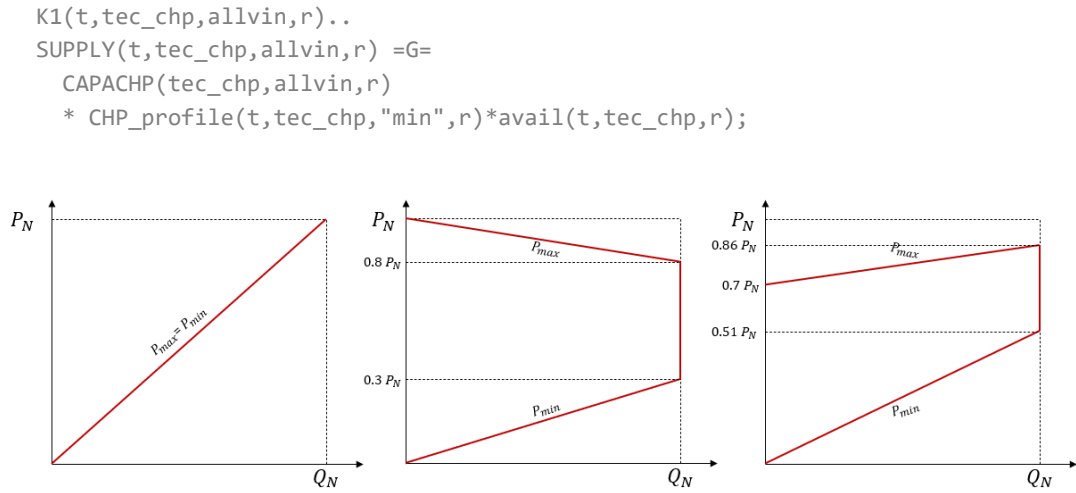 K1(t,tec_chp,allvin,r)..
SUPPLY(t,tec_chp,allvin,r) =G=
CAPACHP(tec_chp,allvin,r)
* CHP_profile(t,tec_chp,"min",r)*avail(t,tec_chp,r);
P_N
P_max = P_min
Q_N
P_N
P_max
0.8 P_N
0.3 P_N
P_min
Q_N
P_N
0.86 P_N
P_max
0.7 P_N
0.51 P_N
P_min
Q_N